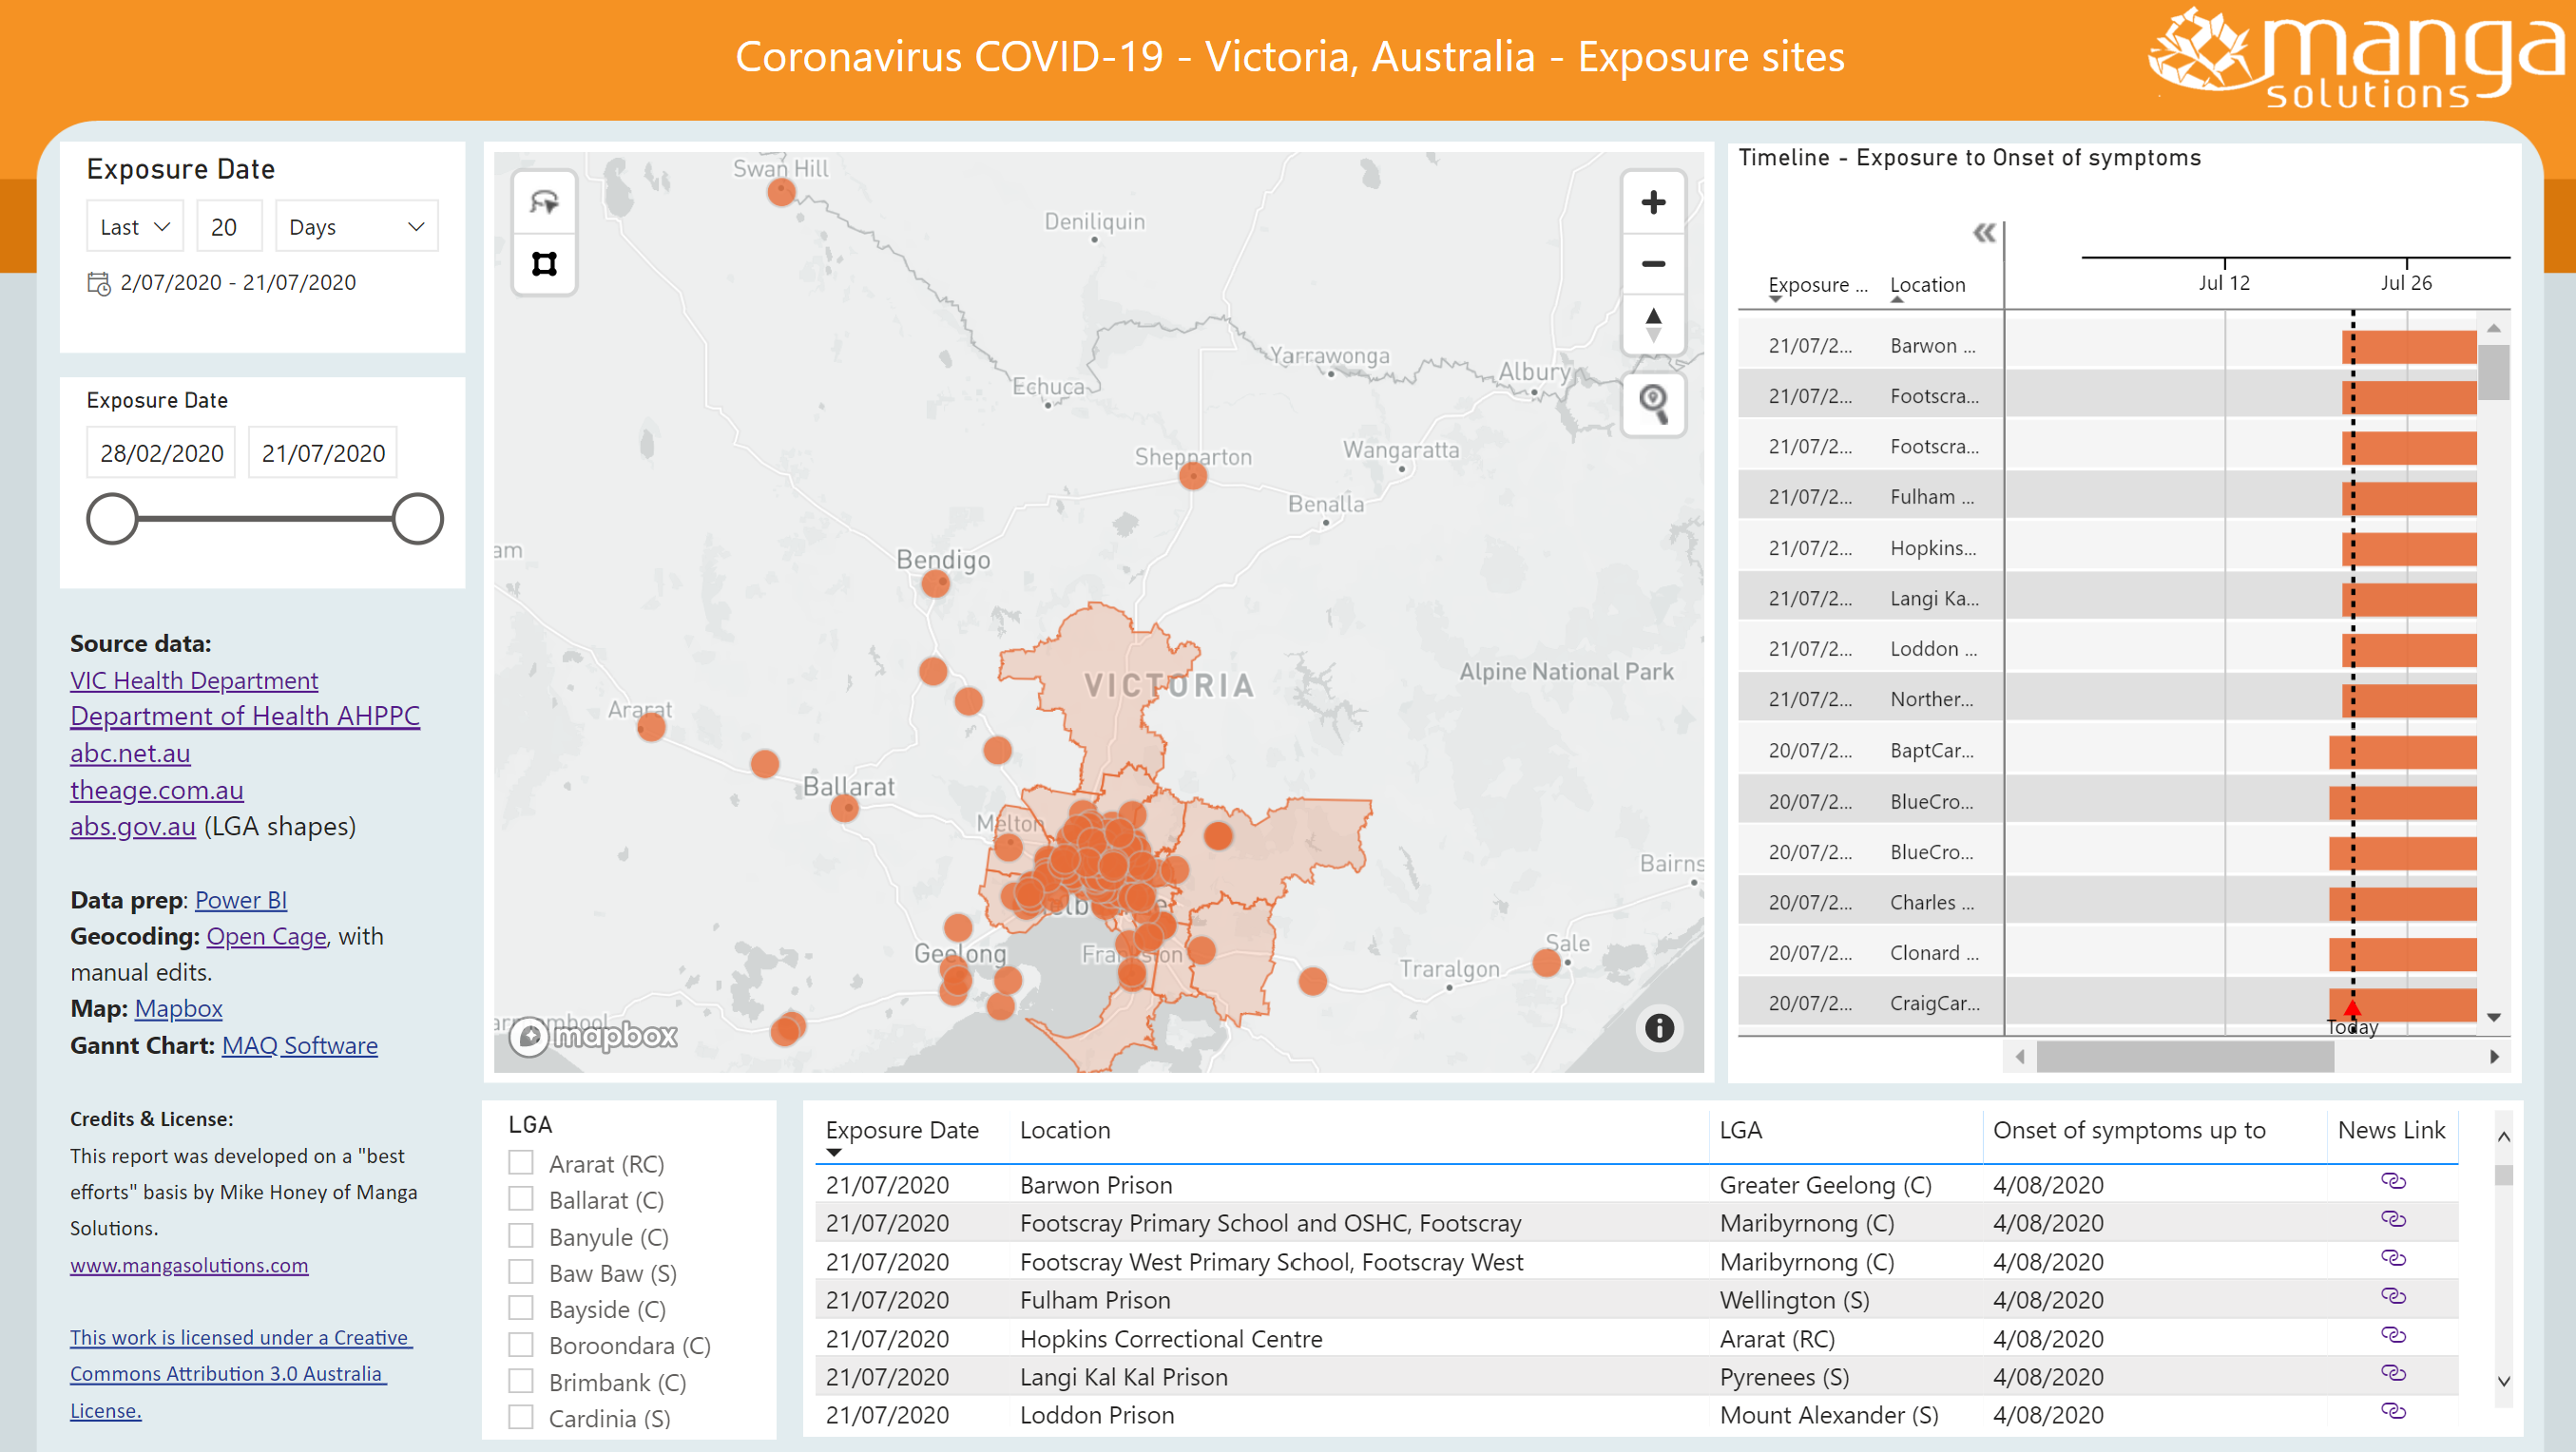 Coronavirus COVID-19 - Victoria, Australia - Exposure sites
manga
solutions
Exposure Date
Last 20 Days
2/07/2020 - 21/07/2020
Exposure Date
28/02/2020 21/07/2020
Source data:
VIC Health Department
Department of Health AHPPC
abc.net.au
theage.com.au
abs.gov.au (LGA shapes)
Data prep: Power BI
Geocoding: Open Cage, with
manual edits.
Map: Mapbox
Gannt Chart: MAQ Software
Credits & License:
This report was developed on a "best
efforts" basis by Mike Honey of Manga
Solutions.
www.mangasolutions.com
This work is licensed under a Creative
Commons Attribution 3.0 Australia
License.
Swan Hill
Deniliquin
Yarrawonga
Albury
Echuca
Shepparton
Wangaratta
Benalla
am
Bendigo
VICTORIA
Alpine National Park
Ararat
Ballarat
Melton
Bairns
elb e
Geelong
Frankston
Sale
Traralgon
mapbox
Timeline - Exposure to Onset of symptoms
Exposure ... Location
Jul 12 Jul 26
21/07/2... Barwon ...
21/07/2... Footscra...
21/07/2... Footscra...
21/07/2... Fulham ...
21/07/2... Hopkins...
21/07/2... Langi Ka...
21/07/2... Loddon ...
21/07/2... Norther...
20/07/2... BaptCar...
20/07/2... BlueCro...
20/07/2... BlueCro...
20/07/2... Charles ...
20/07/2... Clonard ...
20/07/2... CraigCar...
Today
LGA
Ararat (RC)
Ballarat (C)
Banyule (C)
Baw Baw (S)
Bayside (C)
Boroondara (C)
Brimbank (C)
Cardinia (S)
Exposure Date Location LGA Onset of symptoms up to News Link
21/07/2020 Barwon Prison Greater Geelong (C) 4/08/2020
21/07/2020 Footscray Primary School and OSHC, Footscray Maribyrnong (C) 4/08/2020
21/07/2020 Footscray West Primary School, Footscray West Maribyrnong (C) 4/08/2020
21/07/2020 Fulham Prison Wellington (S) 4/08/2020
21/07/2020 Hopkins Correctional Centre Ararat (RC) 4/08/2020
21/07/2020 Langi Kal Kal Prison Pyrenees (S) 4/08/2020
21/07/2020 Loddon Prison Mount Alexander (S) 4/08/2020